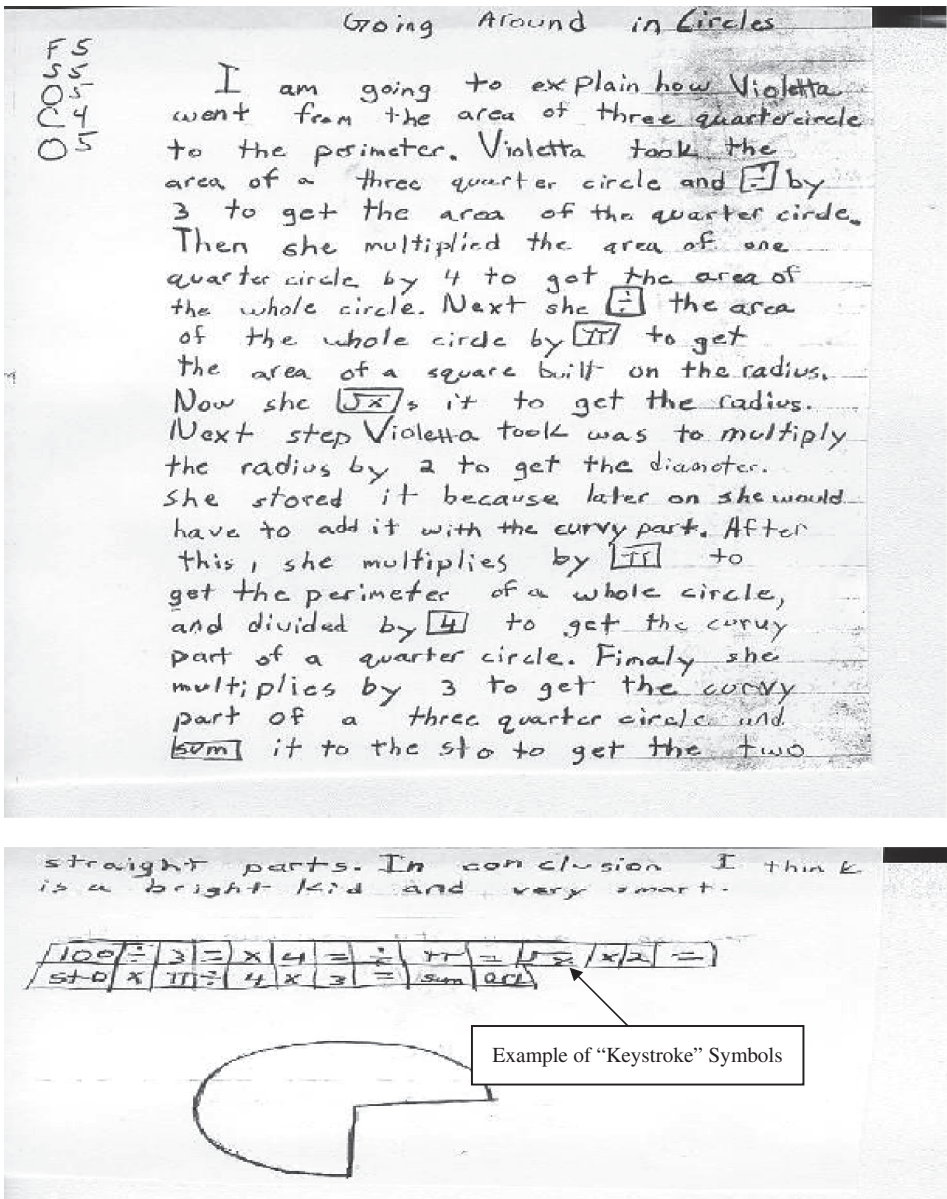 Going Around in Circles
F 5
S 5
O 5
C 4
O 5
I am going to explain how Violetta
went from the area of three quartercircle
to the perimeter. Violetta took the
area of a three quarter circle and ÷ by
3 to get the area of the quarter circle.
Then she multiplied the area of one
quarter circle by 4 to get the area of
the whole circle. Next she ÷ the area
of the whole circle by π to get
the area of a square built on the radius.
Now she √x s it to get the radius.
Next step Violetta took was to multiply
the radius by 2 to get the diameter.
She stored it because later on she would
have to add it with the curvy part. After
this, she multiplies by π to
get the perimeter of a whole circle,
and divided by 4 to get the curvy
part of a quarter circle. Fimaly she
multiplies by 3 to get the curvy
part of a three quarter circle and
sum it to the sto to get the two
straight parts. In conclusion I think
is a bright kid and very smart.
100 ÷ 3 = x 4 = ÷ π = √x x 2 =
sto x π ÷ 4 x 3 = sum
Example of “Keystroke” Symbols